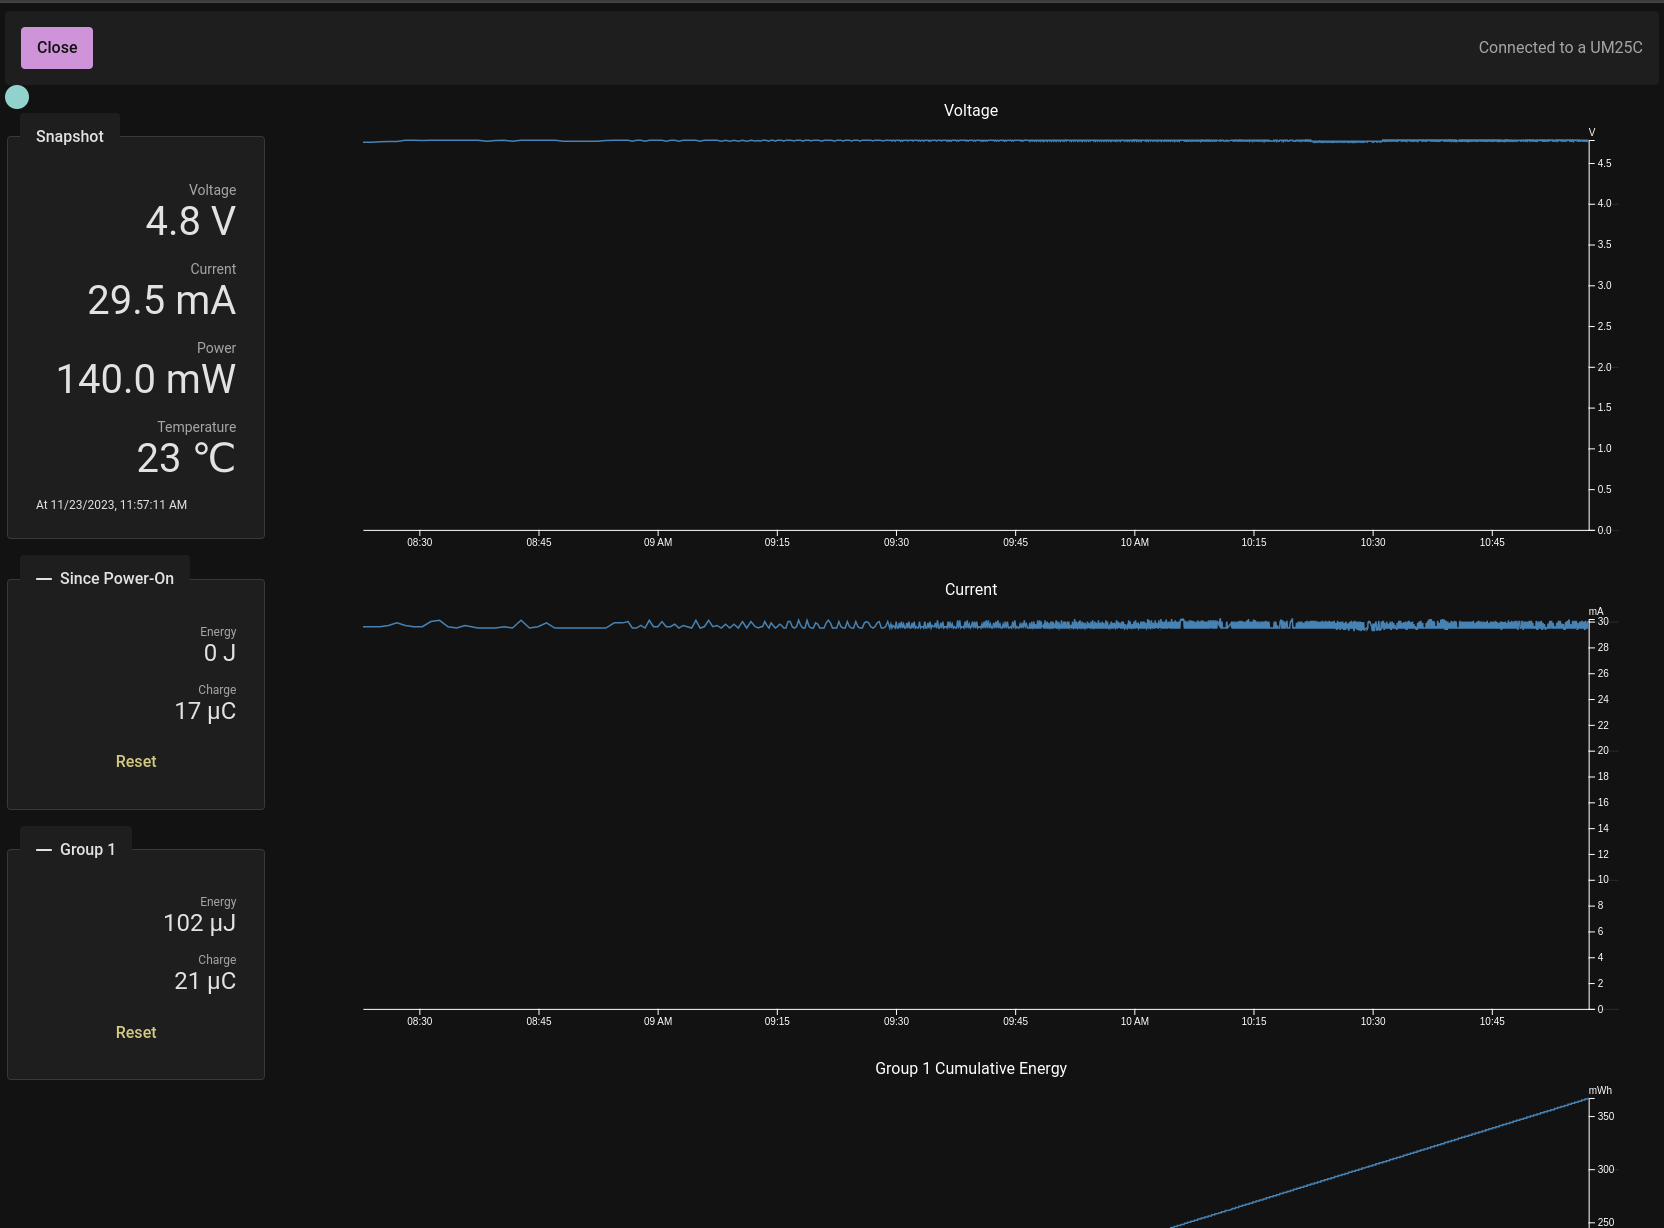 Close
Connected to a UM25C
Snapshot
Voltage
4.8 V
Current
29.5 mA
Power
140.0 mW
Temperature
23 °C
At 11/23/2023, 11:57:11 AM
Since Power-On
Energy
0 J
Charge
17 µC
Reset
Group 1
Energy
102 µJ
Charge
21 µC
Reset
Voltage
V
4.5
4.0
3.5
3.0
2.5
2.0
1.5
1.0
0.5
0.0
08:30 08:45 09 AM 09:15 09:30 09:45 10 AM 10:15 10:30 10:45
Current
mA
30
28
26
24
22
20
18
16
14
12
10
8
6
4
2
0
08:30 08:45 09 AM 09:15 09:30 09:45 10 AM 10:15 10:30 10:45
Group 1 Cumulative Energy
mWh
350
300
250